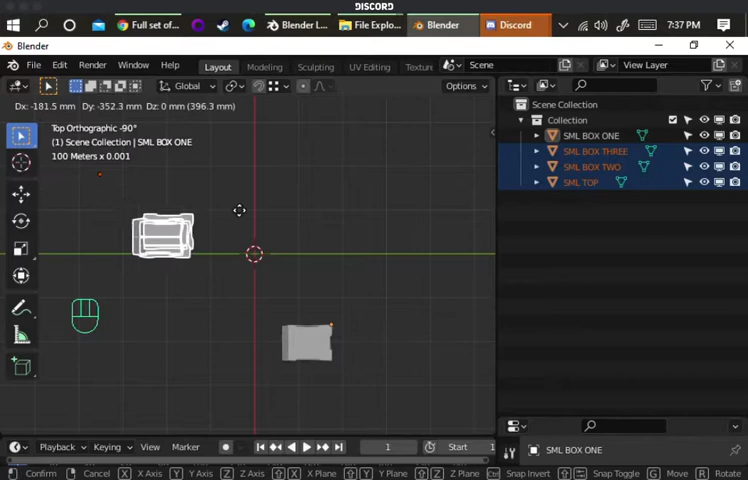 DISCORD
Full set of...
Blender L...
File Explo...
Blender
Discord
7:37 PM
Blender
File Edit Render Window Help Layout Modeling Sculpting UV Editing Texture Scene View Layer
Global Options
Dx: -181.5 mm Dy: -352.3 mm Dz: 0 mm (396.3 mm)
Top Orthographic -90°
(1) Scene Collection | SML BOX ONE
100 Meters x 0.001
Scene Collection
Collection
SML BOX ONE
SML BOX THREE
SML BOX TWO
SML TOP
Playback Keying View Marker 1 Start 1
SML BOX ONE
Confirm Cancel X X Axis Y Y Axis Z Z Axis X X Plane Y Y Plane Z Z Plane Snap Invert Snap Toggle G Move R Rotate